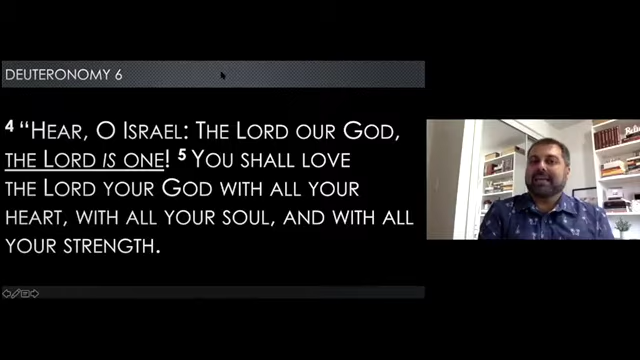 DEUTERONOMY 6
4 “HEAR, O ISRAEL: THE LORD OUR GOD,
THE LORD IS ONE! 5 YOU SHALL LOVE
THE LORD YOUR GOD WITH ALL YOUR
HEART, WITH ALL YOUR SOUL, AND WITH ALL
YOUR STRENGTH.